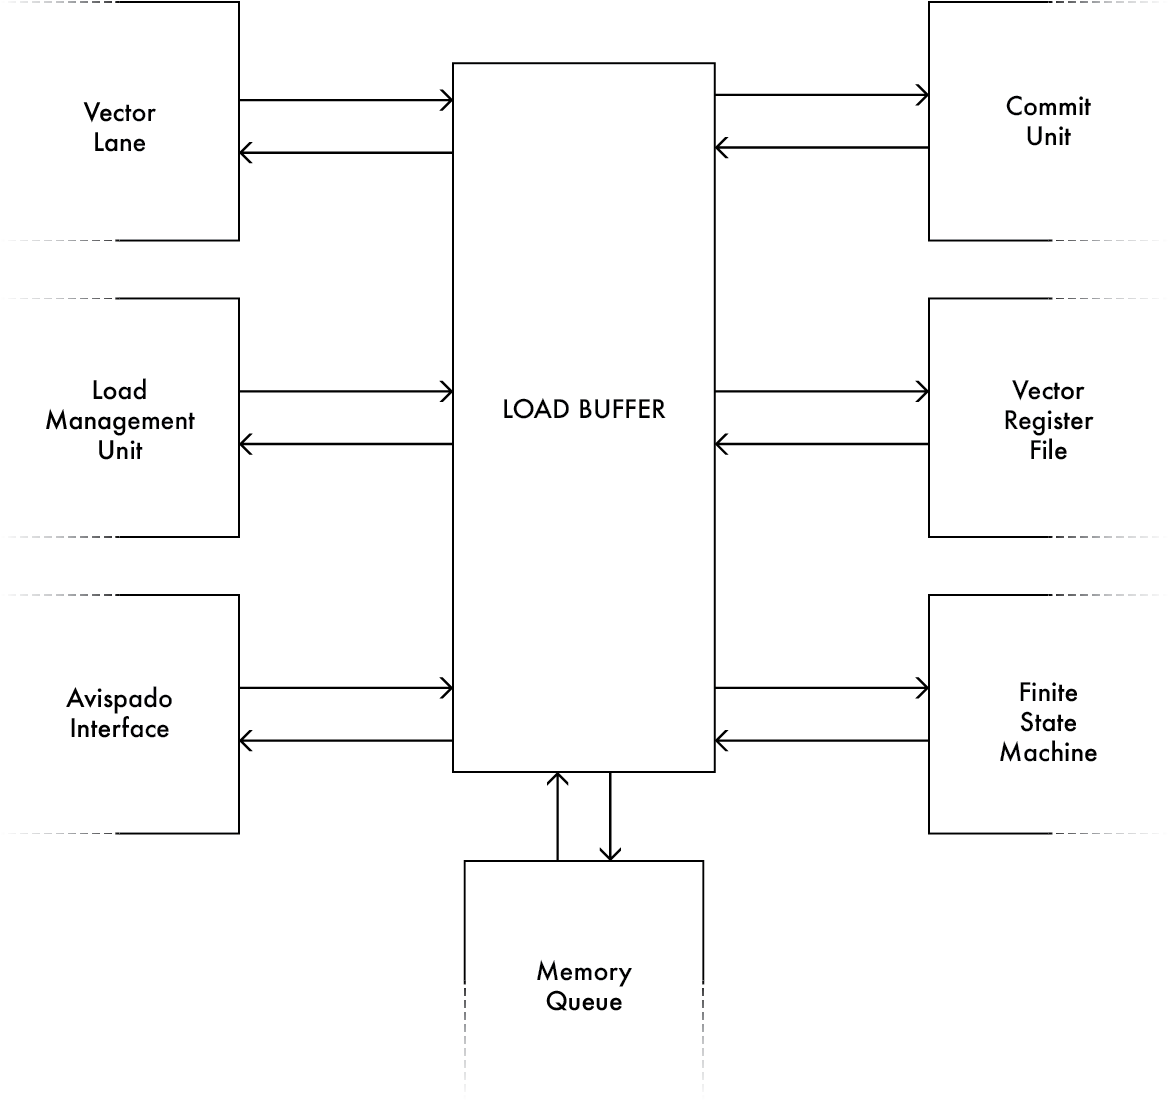 Vector
Lane
Commit
Unit
Load
Management
Unit
LOAD BUFFER
Vector
Register
File
Avispado
Interface
Finite
State
Machine
Memory
Queue